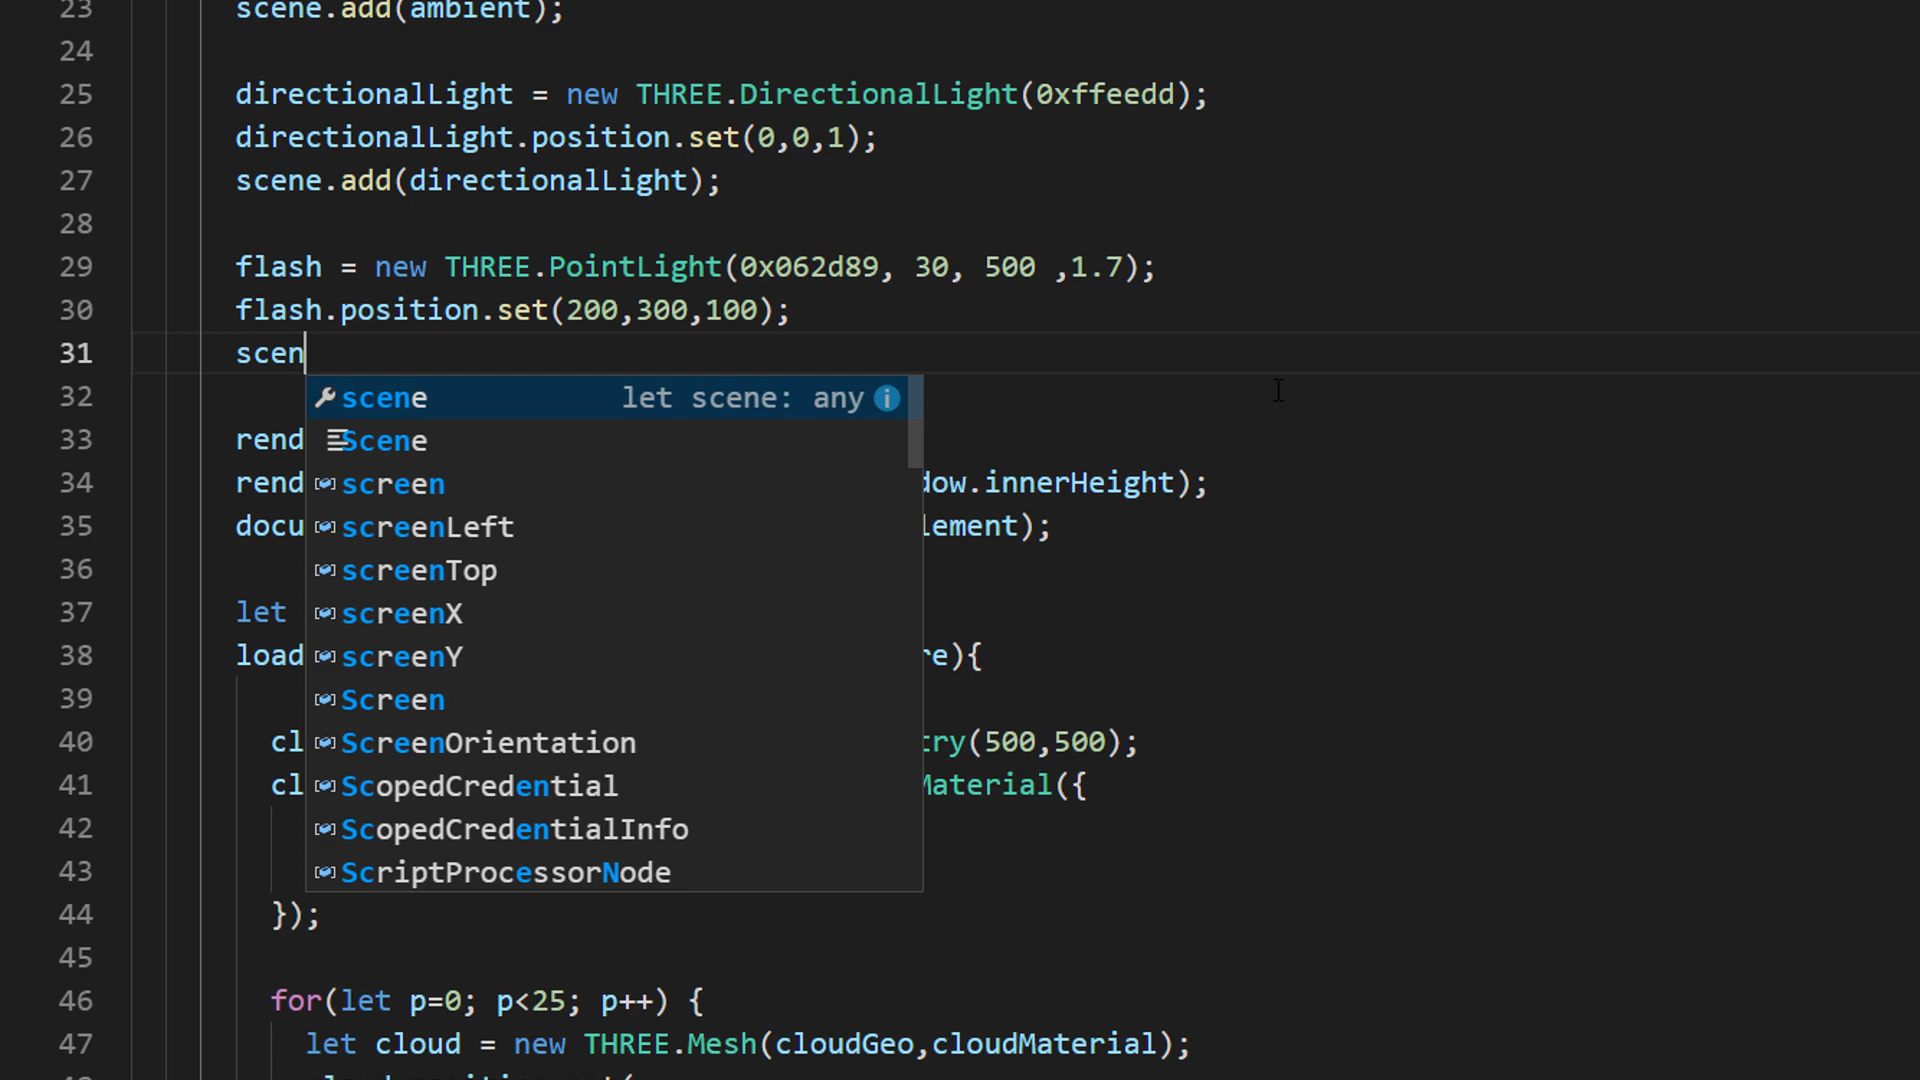 23 scene.add(ambient);
24
25 directionalLight = new THREE.DirectionalLight(0xffeedd);
26 directionalLight.position.set(0,0,1);
27 scene.add(directionalLight);
28
29 flash = new THREE.PointLight(0x062d89, 30, 500 ,1.7);
30 flash.position.set(200,300,100);
31 scen
32 scene let scene: any
33 rend Scene
screen
34 rend dow.innerHeight);
35 docu screenLeft lement);
36 screenTop
37 let screenX
38 load screenY re){
39 Screen
40 cl ScreenOrientation try(500,500);
41 cl ScopedCredential Material({
42 ScopedCredentialInfo
43 ScriptProcessorNode
44 });
45
46 for(let p=0; p<25; p++) {
47 let cloud = new THREE.Mesh(cloudGeo,cloudMaterial);